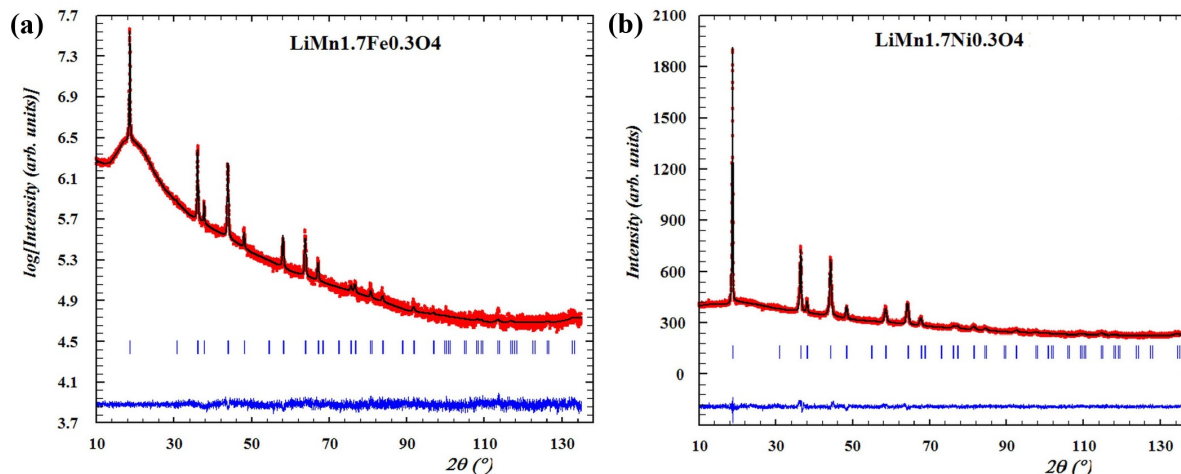 (a)
LiMn1.7Fe0.3O4
log[Intensity (arb. units)]
7.7
7.3
6.9
6.5
6.1
5.7
5.3
4.9
4.5
4.1
3.7
10 30 50 70 90 110 130
2θ (°)
(b)
LiMn1.7Ni0.3O4
Intensity (arb. units)
2100
1800
1500
1200
900
600
300
0
10 30 50 70 90 110 130
2θ (°)